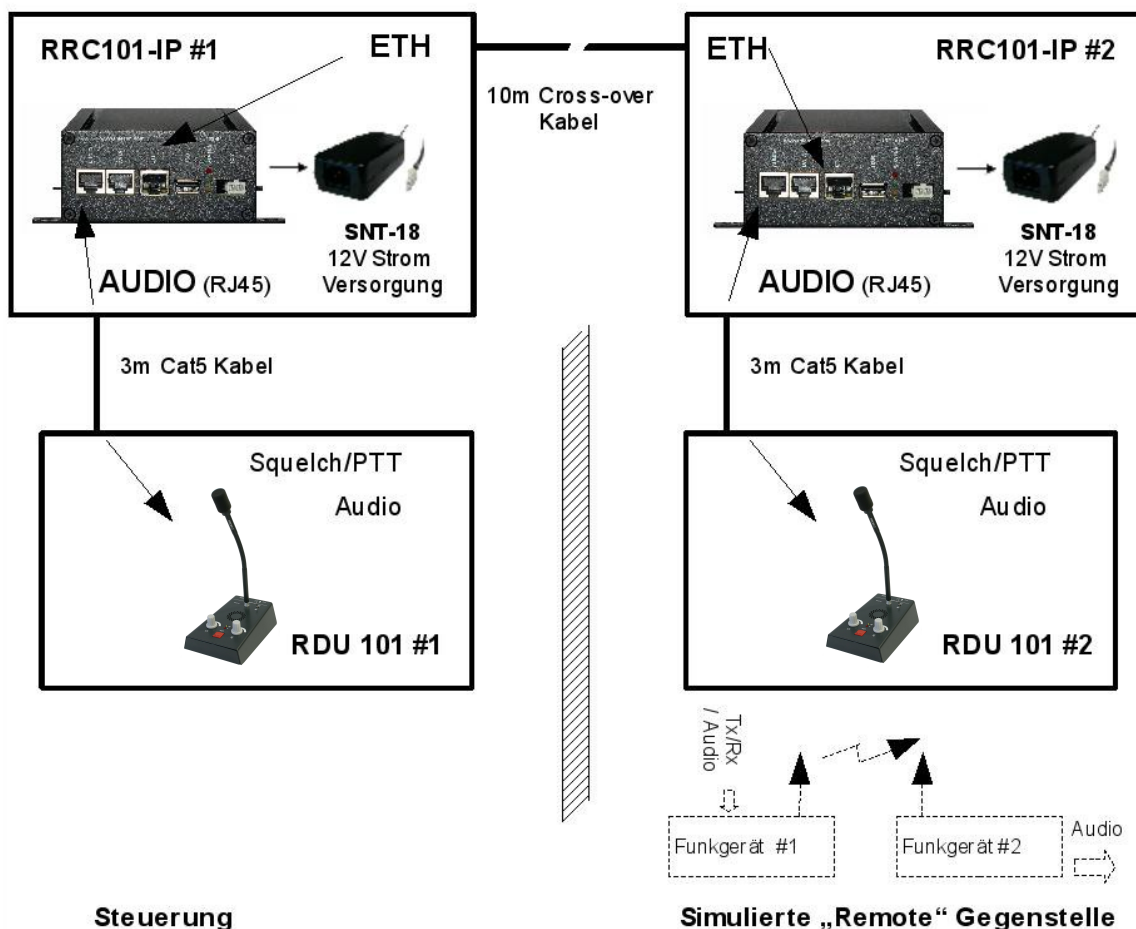 RRC101-IP #1
ETH
SNT-18
12V Strom
Versorgung
AUDIO (RJ45)
10m Cross-over
Kabel
ETH
RRC101-IP #2
SNT-18
12V Strom
Versorgung
AUDIO (RJ45)
3m Cat5 Kabel
3m Cat5 Kabel
Squelch/PTT
Audio
RDU 101 #1
Squelch/PTT
Audio
RDU 101 #2
Tx/Rx
/ Audio
Funkgerät #1
Funkgerät #2
Audio
Steuerung
Simulierte „Remote“ Gegenstelle